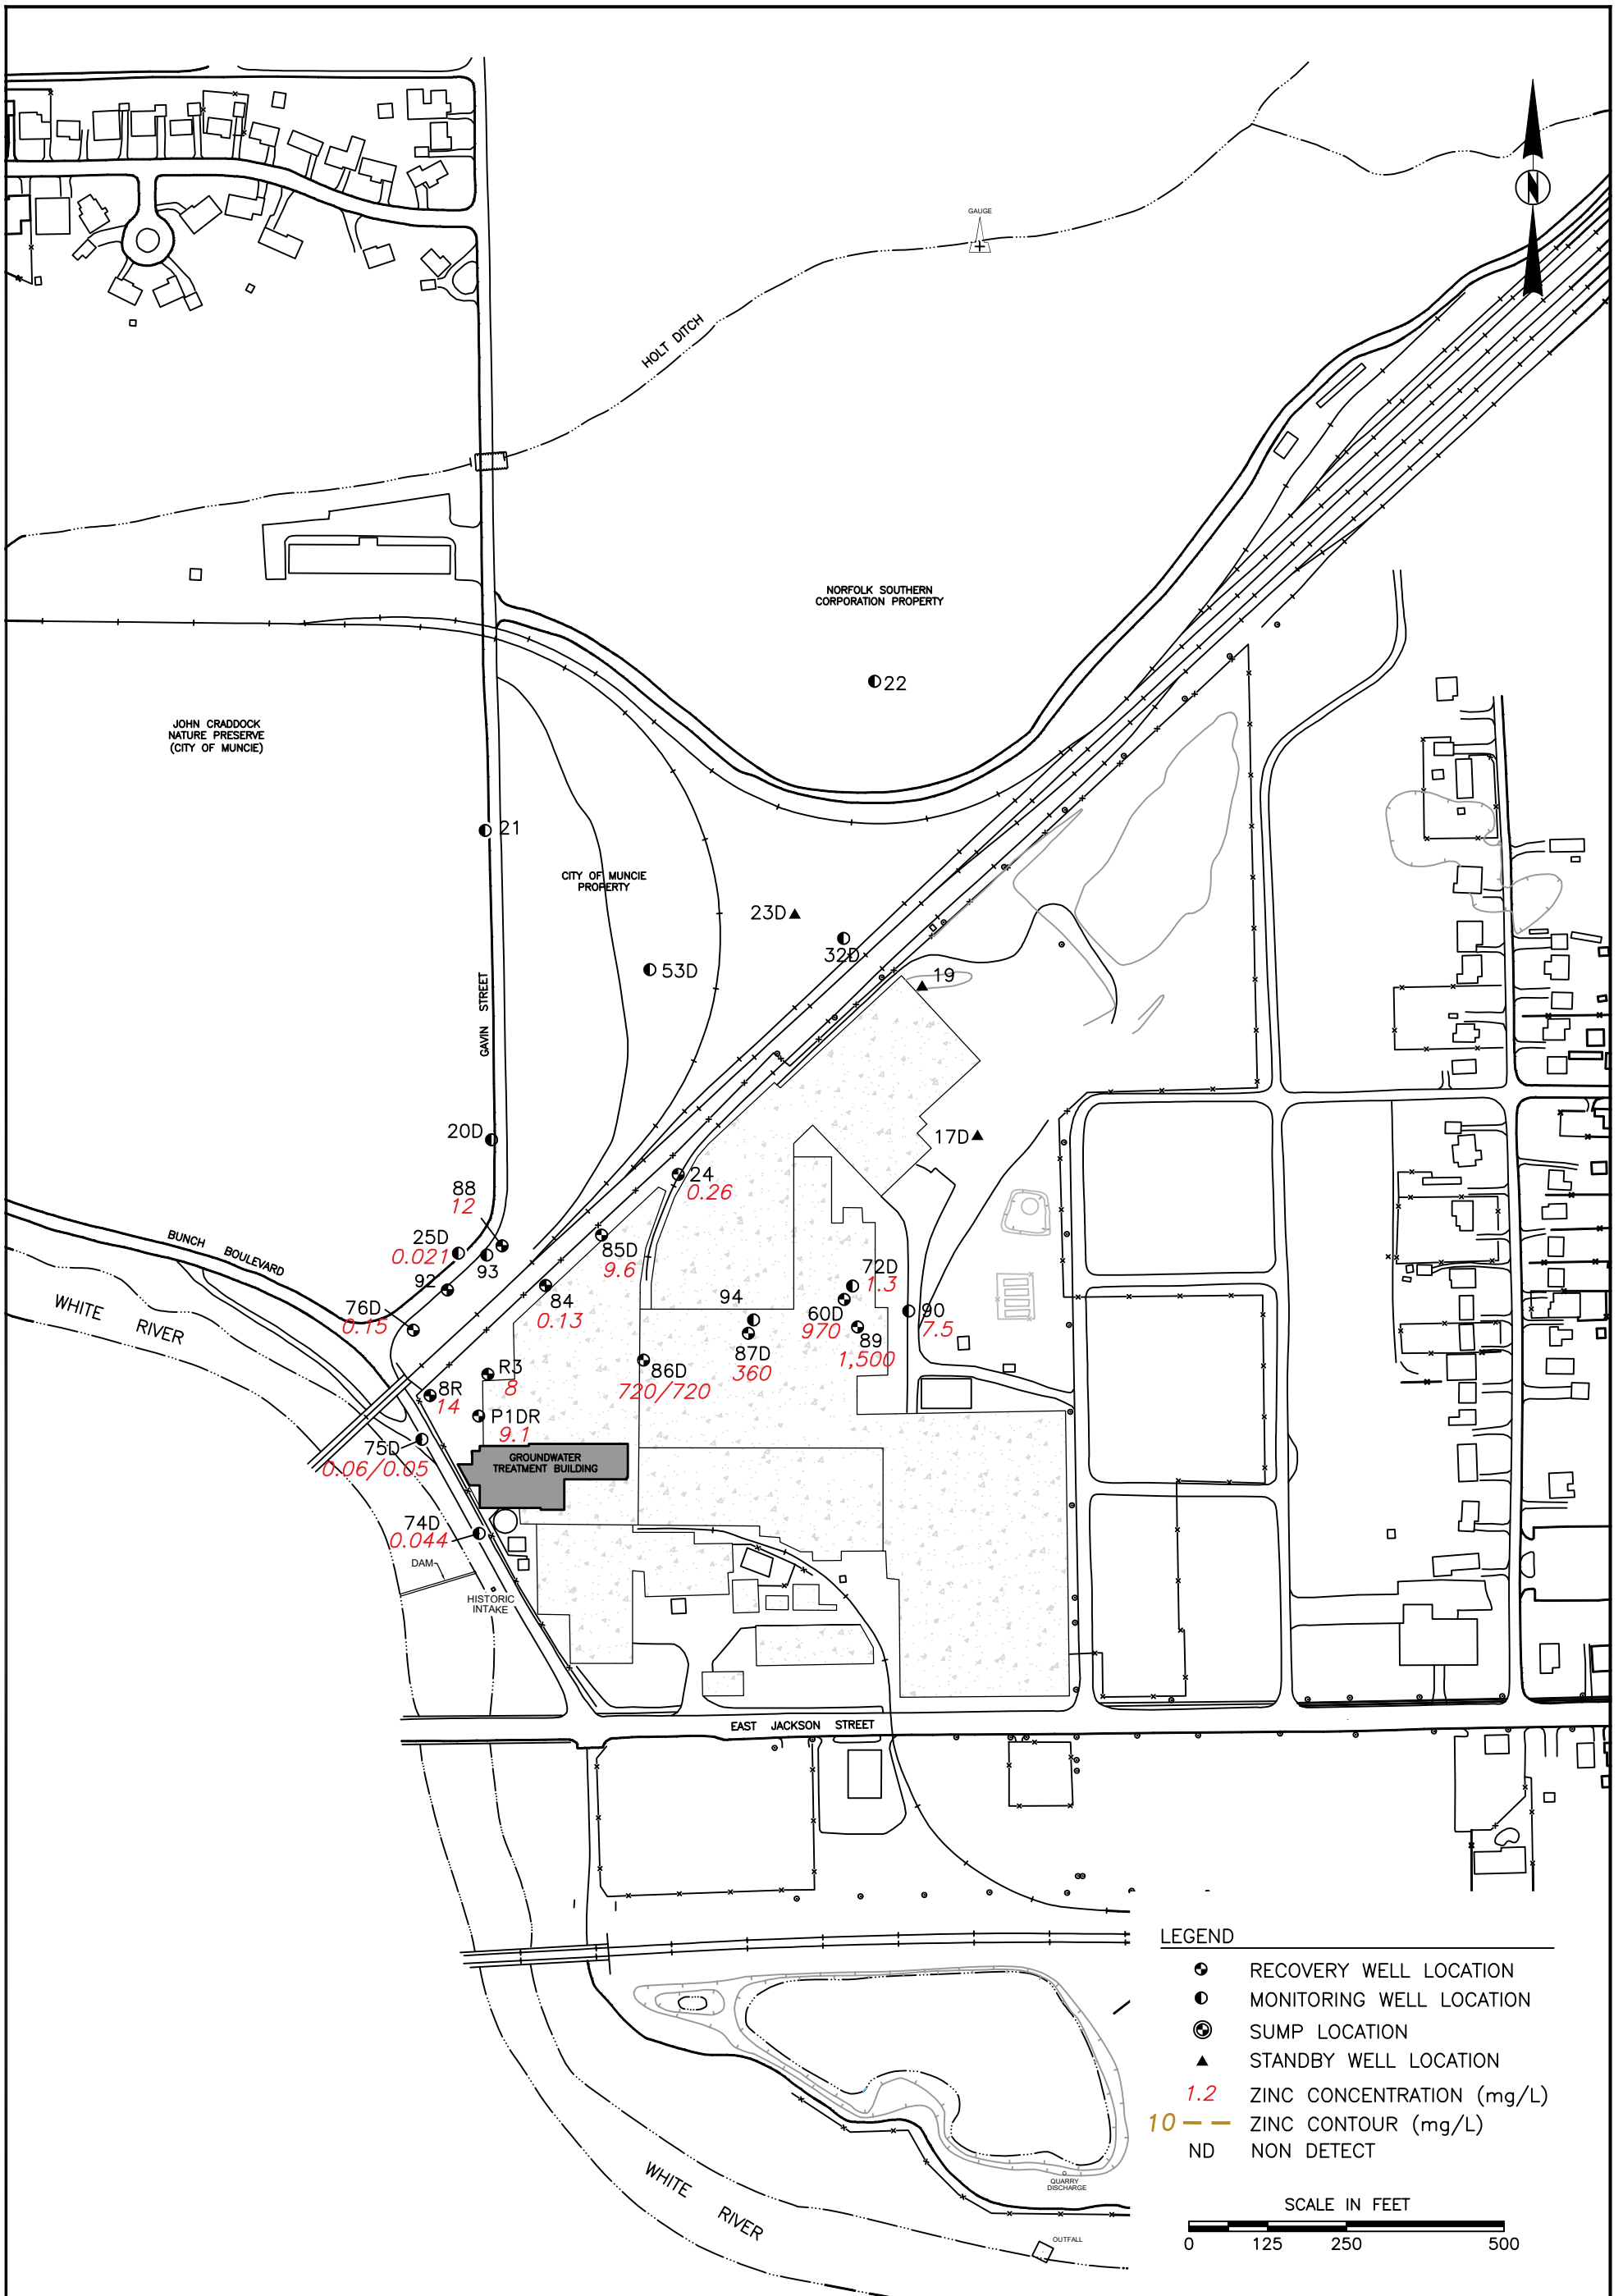 GAUGE
HOLT DITCH
NORFOLK SOUTHERN
CORPORATION PROPERTY
22
JOHN CRADDOCK
NATURE PRESERVE
(CITY OF MUNCIE)
21
CITY OF MUNCIE
PROPERTY
23D
32D
53D
19
GAVIN STREET
20D
17D
24
0.26
88
12
25D
0.021
93
92
85D
9.6
BUNCH BOULEVARD
WHITE RIVER
76D
0.15
84
0.13
94
72D
1.3
60D
970
90
7.5
89
1,500
87D
360
86D
720/720
R3
8
8R
14
P1DR
9.1
75D
0.06/0.05
GROUNDWATER
TREATMENT BUILDING
74D
0.044
DAM
HISTORIC
INTAKE
EAST JACKSON STREET
LEGEND
RECOVERY WELL LOCATION
MONITORING WELL LOCATION
SUMP LOCATION
STANDBY WELL LOCATION
1.2 ZINC CONCENTRATION (mg/L)
10 ZINC CONTOUR (mg/L)
ND NON DETECT
SCALE IN FEET
0 125 250 500
QUARRY
DISCHARGE
WHITE RIVER
OUTFALL
N